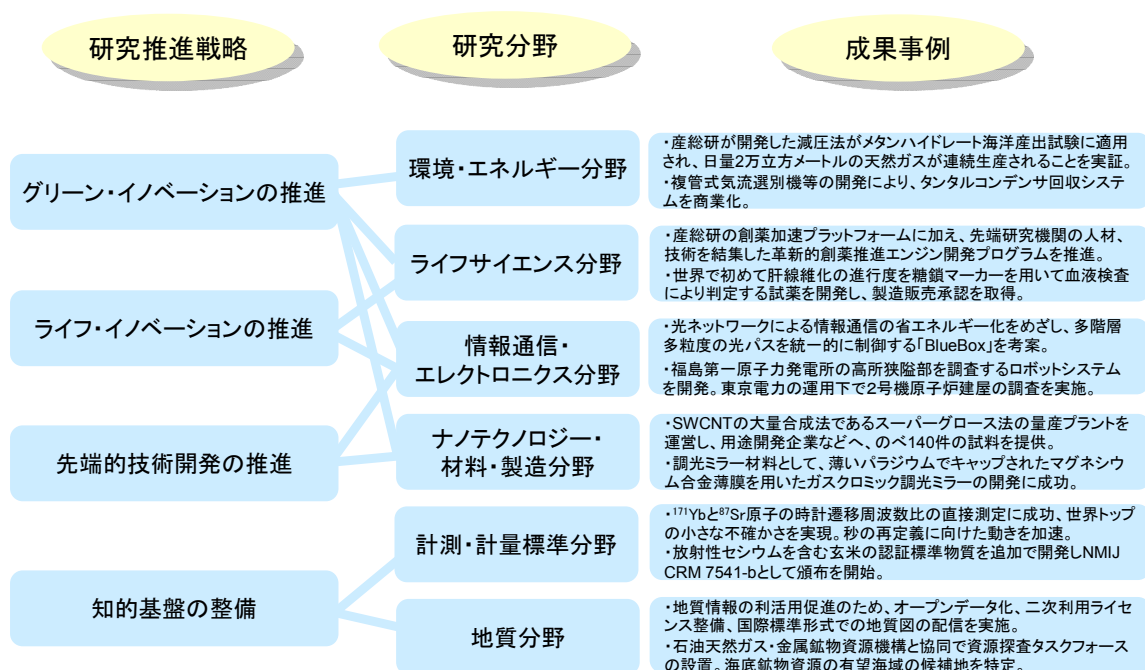 研究推進戦略
研究分野
成果事例
グリーン・イノベーションの推進
ライフ・イノベーションの推進
先端的技術開発の推進
知的基盤の整備
環境・エネルギー分野
・産総研が開発した減圧法がメタンハイドレート海洋産出試験に適用
され、日量2万立方メートルの天然ガスが連続生産されることを実証。
・複管式気流選別機等の開発により、タンタルコンデンサ回収システ
ムを商業化。
ライフサイエンス分野
・産総研の創薬加速プラットフォームに加え、先端研究機関の人材、
技術を結集した革新的創薬推進エンジン開発プログラムを推進。
・世界で初めて肝線維化の進行度を糖鎖マーカーを用いて血液検査
により判定する試薬を開発し、製造販売承認を取得。
情報通信・
エレクトロニクス分野
・光ネットワークによる情報通信の省エネルギー化をめざし、多階層
多粒度の光パスを統一的に制御する「BlueBox」を考案。
・福島第一原子力発電所の高所狭隘部を調査するロボットシステム
を開発。東京電力の運用下で2号機原子炉建屋の調査を実施。
ナノテクノロジー・
材料・製造分野
・SWCNTの大量合成法であるスーパーグロース法の量産プラントを
運営し、用途開発企業などへ、のべ140件の試料を提供。
・調光ミラー材料として、薄いパラジウムでキャップされたマグネシウ
ム合金薄膜を用いたガスクロミック調光ミラーの開発に成功。
計測・計量標準分野
・¹⁷¹Ybと⁸⁷Sr原子の時計遷移周波数比の直接測定に成功、世界トップ
の小さな不確かさを実現。秒の再定義に向けた動きを加速。
・放射性セシウムを含む玄米の認証標準物質を追加で開発しNMIJ
CRM 7541-bとして頒布を開始。
地質分野
・地質情報の利活用促進のため、オープンデータ化、二次利用ライセ
ンス整備、国際標準形式での地質図の配信を実施。
・石油天然ガス・金属鉱物資源機構と協同で資源探査タスクフォース
の設置。海底鉱物資源の有望海域の候補地を特定。